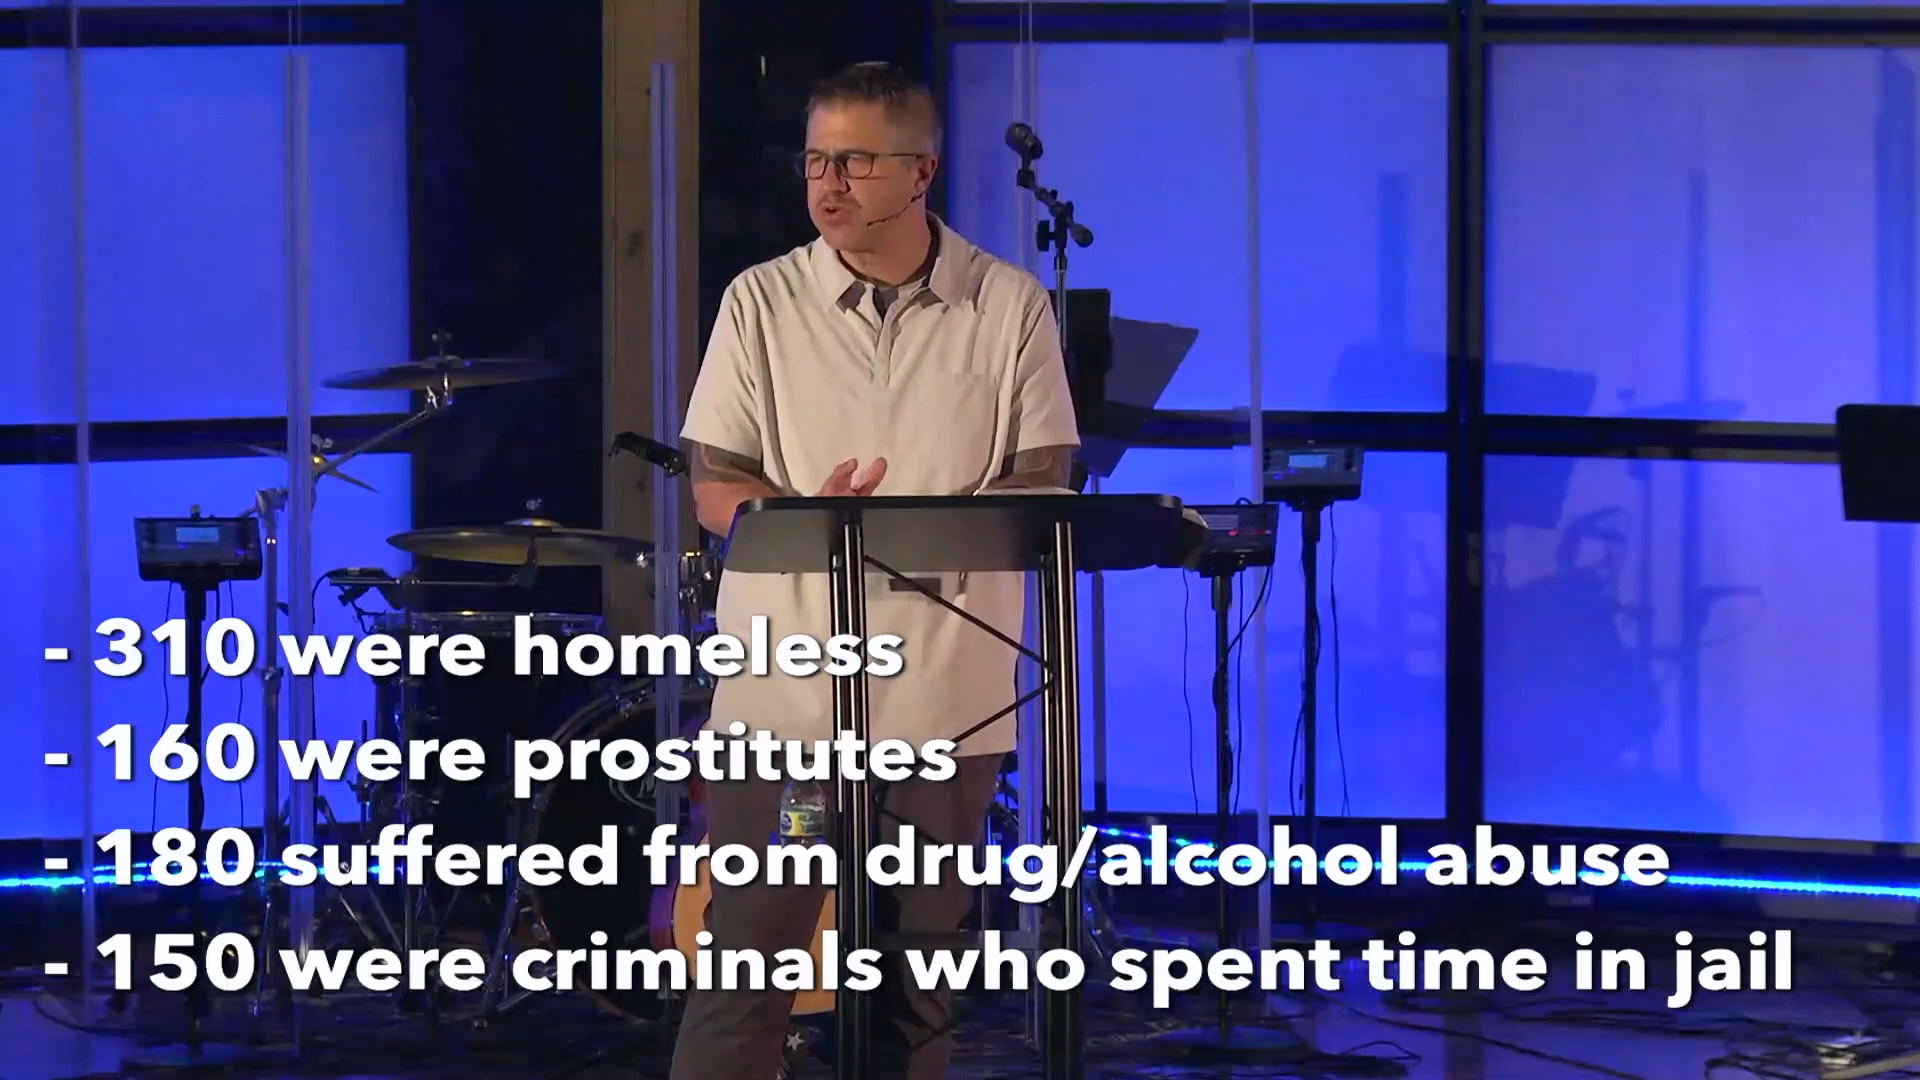 - 310 were homeless
- 160 were prostitutes
- 180 suffered from drug/alcohol abuse
- 150 were criminals who spent time in jail